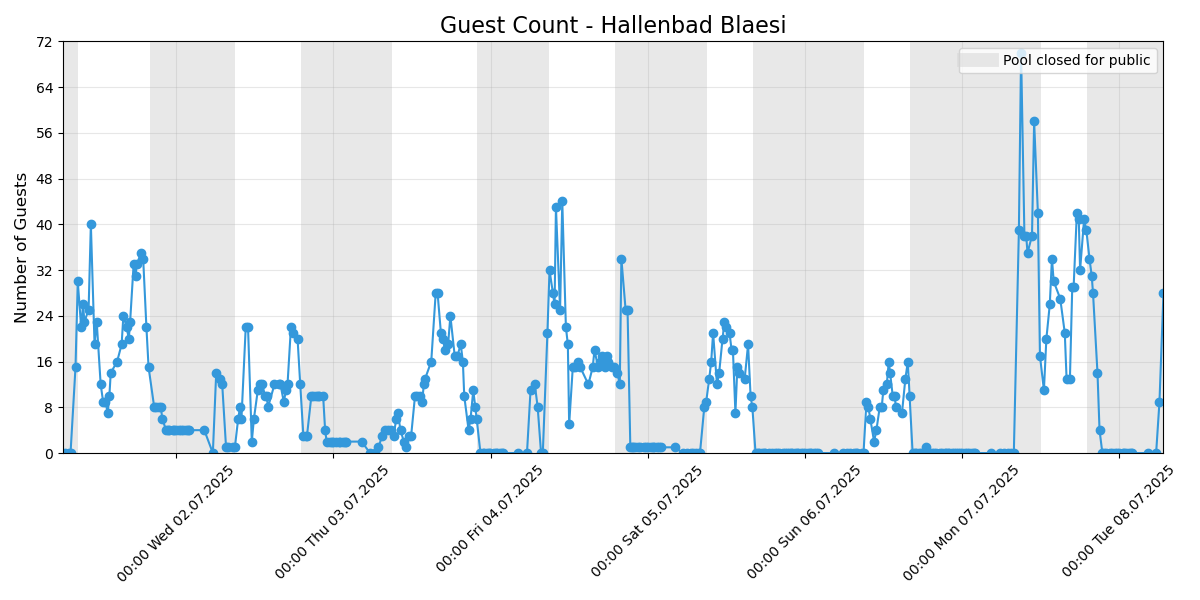 Guest Count - Hallenbad Blaesi
Pool closed for public
Number of Guests
72
64
56
48
40
32
24
16
8
0
00:00 Wed 02.07.2025
00:00 Thu 03.07.2025
00:00 Fri 04.07.2025
00:00 Sat 05.07.2025
00:00 Sun 06.07.2025
00:00 Mon 07.07.2025
00:00 Tue 08.07.2025